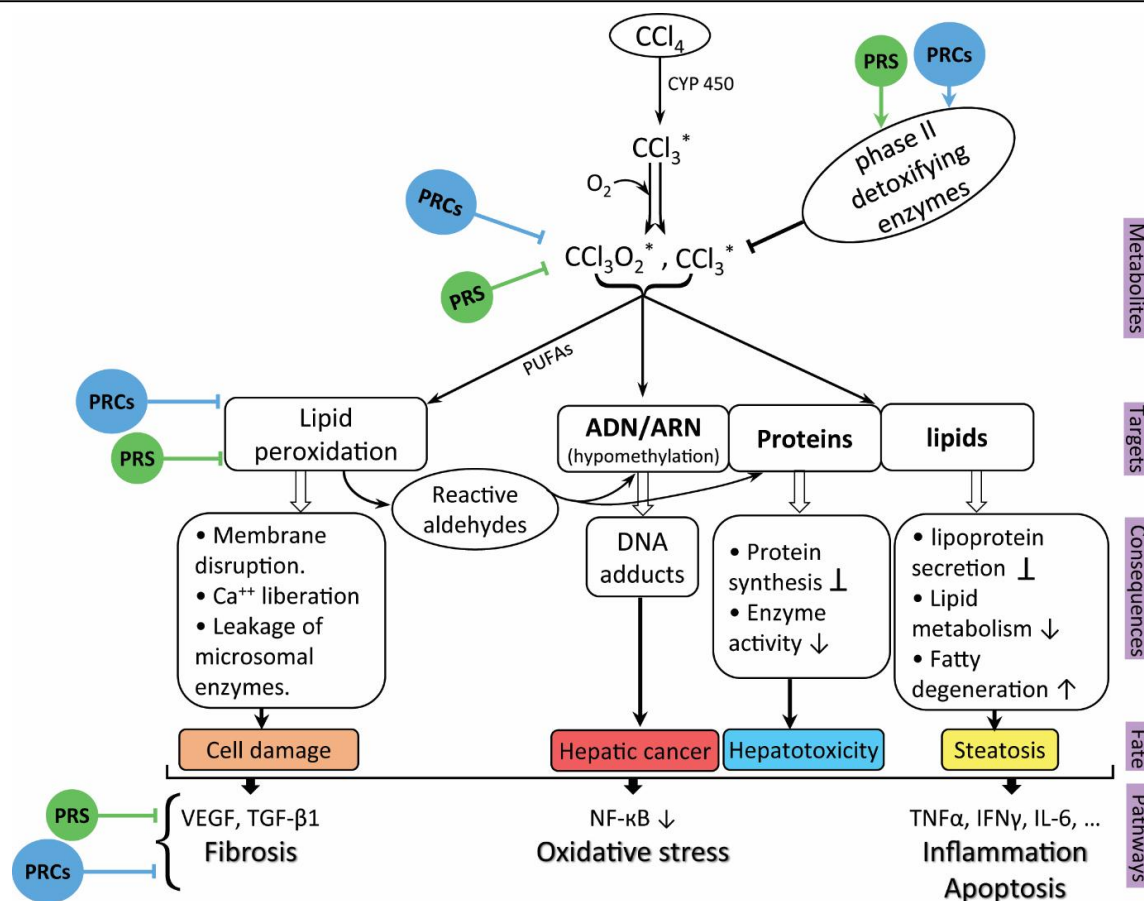 CCl₄
CYP 450
PRS
PRCs
phase II
detoxifying
enzymes
CCl₃*
O₂
PRCs
CCl₃O₂* , CCl₃*
PRS
Metabolites
PUFAs
PRCs
PRS
Lipid
peroxidation
ADN/ARN
(hypomethylation)
Proteins
lipids
Targets
Reactive
aldehydes
• Membrane
disruption.
• Ca⁺⁺ liberation
• Leakage of
microsomal
enzymes.
DNA
adducts
• Protein
synthesis ⊥
• Enzyme
activity ↓
• lipoprotein
secretion ⊥
• Lipid
metabolism ↓
• Fatty
degeneration ↑
Consequences
Cell damage
Hepatic cancer
Hepatotoxicity
Steatosis
Fate
PRS
PRCs
VEGF, TGF-β1
Fibrosis
NF-κB ↓
Oxidative stress
TNFα, IFNγ, IL-6, ...
Inflammation
Apoptosis
Pathways